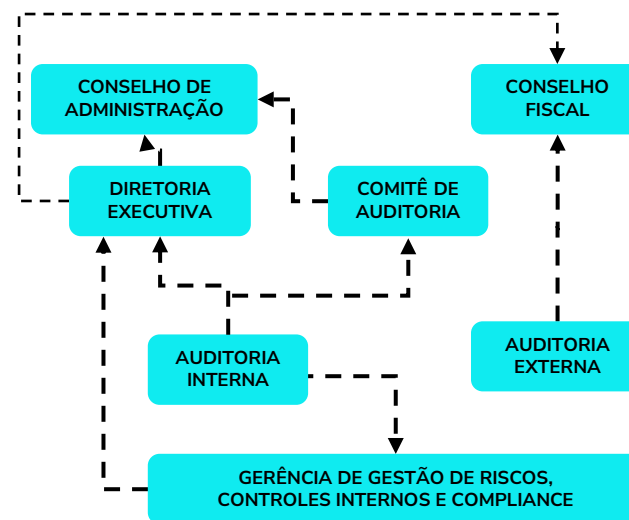 CONSELHO DE
ADMINISTRAÇÃO
CONSELHO
FISCAL
DIRETORIA
EXECUTIVA
COMITÊ DE
AUDITORIA
AUDITORIA
INTERNA
AUDITORIA
EXTERNA
GERÊNCIA DE GESTÃO DE RISCOS,
CONTROLES INTERNOS E COMPLIANCE